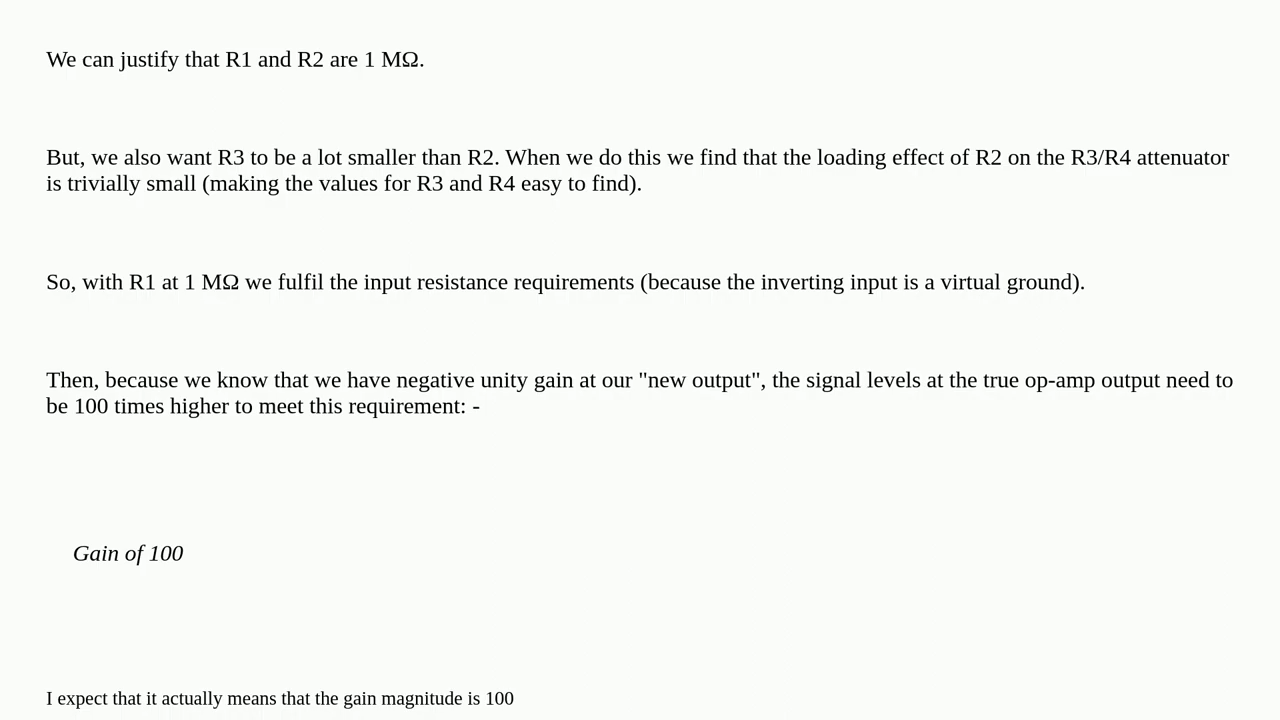 We can justify that R1 and R2 are 1 MΩ.
But, we also want R3 to be a lot smaller than R2. When we do this we find that the loading effect of R2 on the R3/R4 attenuator
is trivially small (making the values for R3 and R4 easy to find).
So, with R1 at 1 MΩ we fulfil the input resistance requirements (because the inverting input is a virtual ground).
Then, because we know that we have negative unity gain at our "new output", the signal levels at the true op-amp output need to
be 100 times higher to meet this requirement: -
Gain of 100
I expect that it actually means that the gain magnitude is 100